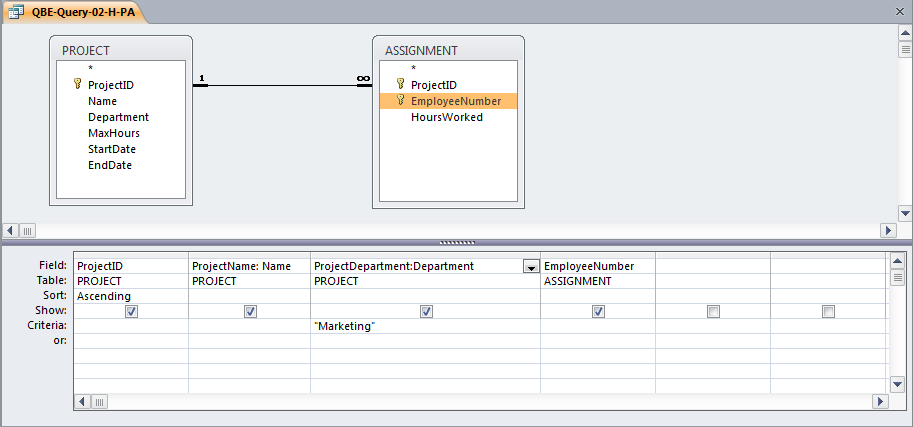 QBE-Query-02-H-PA
PROJECT
*
ProjectID
Name
Department
MaxHours
StartDate
EndDate
1 ∞
ASSIGNMENT
*
ProjectID
EmployeeNumber
HoursWorked
Field: ProjectID ProjectName: Name ProjectDepartment:Department EmployeeNumber
Table: PROJECT PROJECT PROJECT ASSIGNMENT
Sort: Ascending
Show:
Criteria: "Marketing"
or: